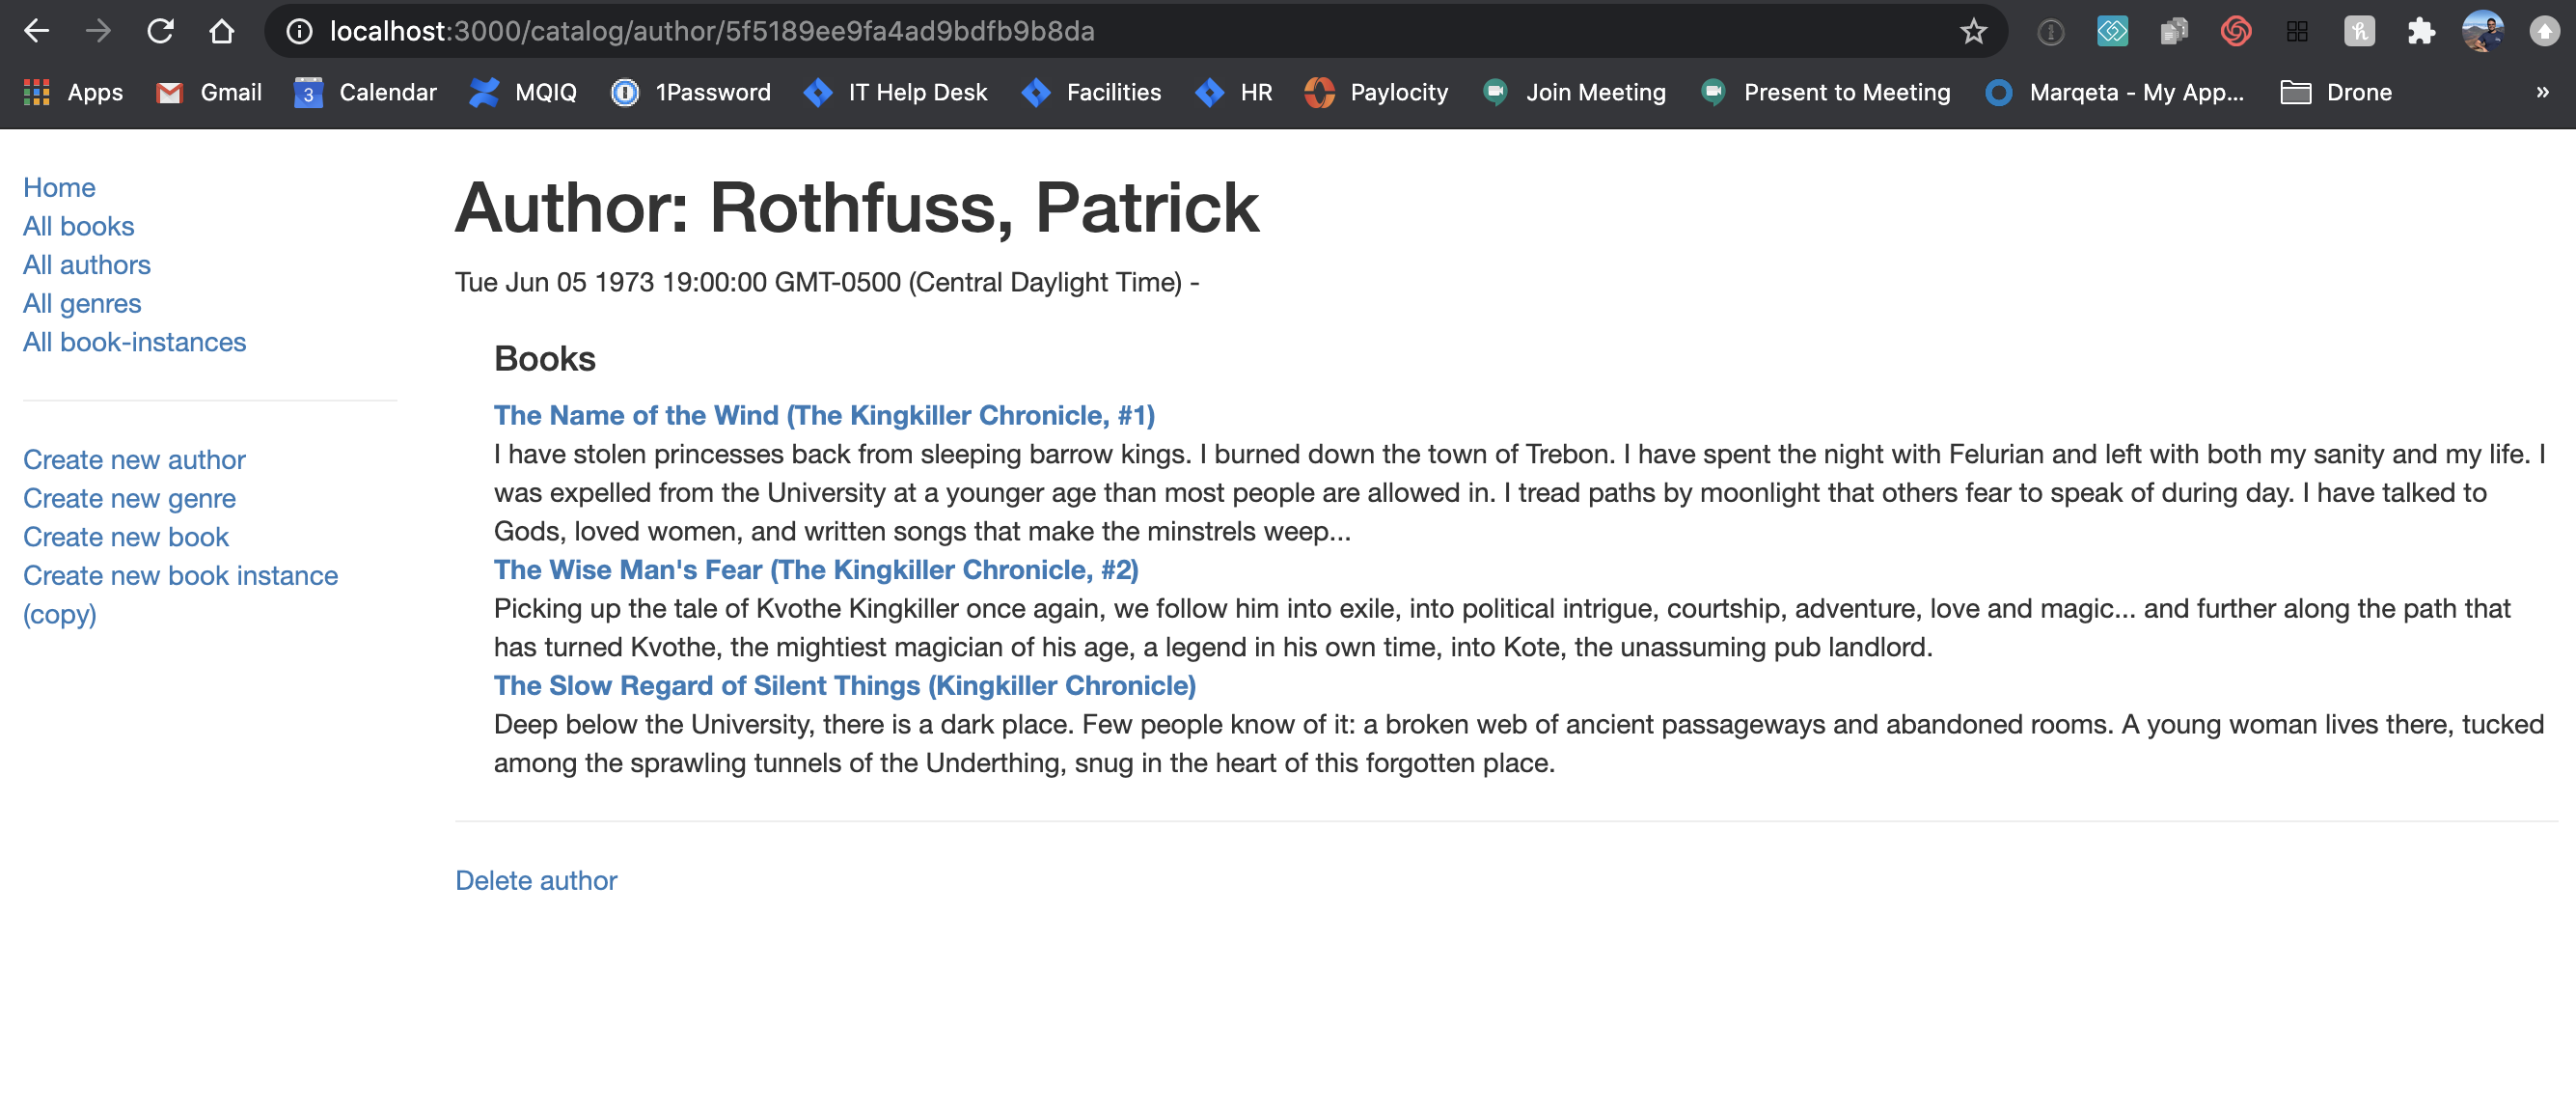 localhost:3000/catalog/author/5f5189ee9fa4ad9bdfb9b8da
Apps Gmail 3 Calendar MQIQ 1Password IT Help Desk Facilities HR Paylocity Join Meeting Present to Meeting Marqeta - My App... Drone »
Home
All books
All authors
All genres
All book-instances
Create new author
Create new genre
Create new book
Create new book instance
(copy)
Author: Rothfuss, Patrick
Tue Jun 05 1973 19:00:00 GMT-0500 (Central Daylight Time) -
Books
The Name of the Wind (The Kingkiller Chronicle, #1)
I have stolen princesses back from sleeping barrow kings. I burned down the town of Trebon. I have spent the night with Felurian and left with both my sanity and my life. I
was expelled from the University at a younger age than most people are allowed in. I tread paths by moonlight that others fear to speak of during day. I have talked to
Gods, loved women, and written songs that make the minstrels weep...
The Wise Man's Fear (The Kingkiller Chronicle, #2)
Picking up the tale of Kvothe Kingkiller once again, we follow him into exile, into political intrigue, courtship, adventure, love and magic... and further along the path that
has turned Kvothe, the mightiest magician of his age, a legend in his own time, into Kote, the unassuming pub landlord.
The Slow Regard of Silent Things (Kingkiller Chronicle)
Deep below the University, there is a dark place. Few people know of it: a broken web of ancient passageways and abandoned rooms. A young woman lives there, tucked
among the sprawling tunnels of the Underthing, snug in the heart of this forgotten place.
Delete author